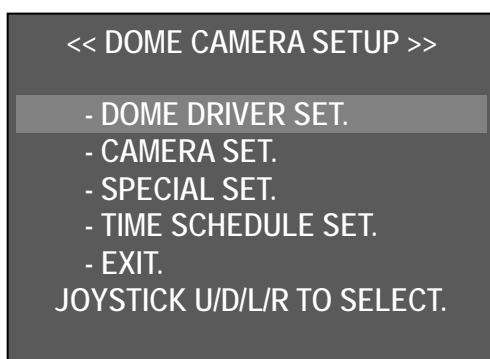 << DOME CAMERA SETUP >>
- DOME DRIVER SET.
- CAMERA SET.
- SPECIAL SET.
- TIME SCHEDULE SET.
- EXIT.
JOYSTICK U/D/L/R TO SELECT.